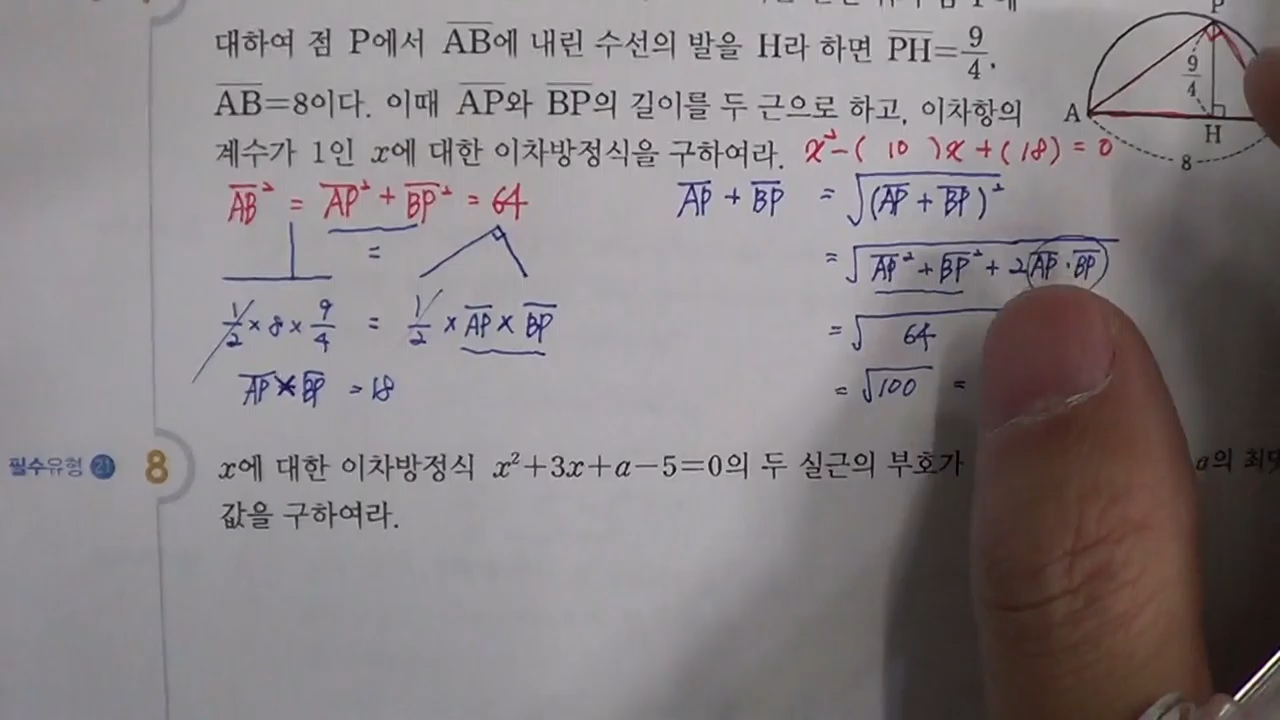 대하여 점 P에서 AB에 내린 수선의 발을 H라 하면 PH=9/4,
AB=8이다. 이때 AP와 BP의 길이를 두 근으로 하고, 이차항의
계수가 1인 x에 대한 이차방정식을 구하여라. x²-( 10 )x+(18)=0
P
9/4
A
H
8
AB² = AP² + BP² = 64
=
1/2 × 8 × 9/4 = 1/2 × AP × BP
AP × BP = 18
AP + BP = √(AP + BP)²
= √AP² + BP² + 2AP·BP
= √64
= √100 =
필수유형 21 8 x에 대한 이차방정식 x²+3x+a-5=0의 두 실근의 부호가 a의
값을 구하여라.